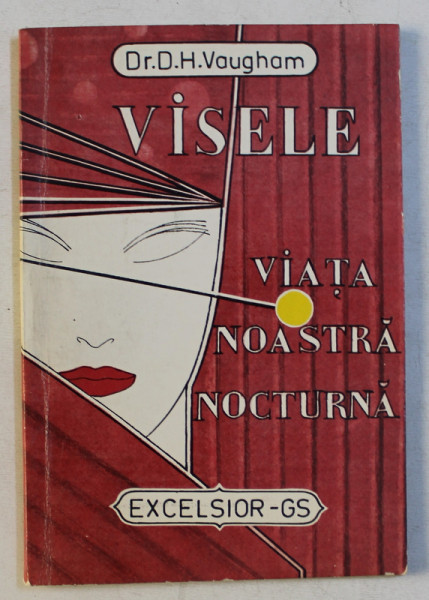 Dr.D.H.Vaugham
VISELE
VIAȚA
NOASTRĂ
NOCTURNĂ
EXCELSIOR-GS